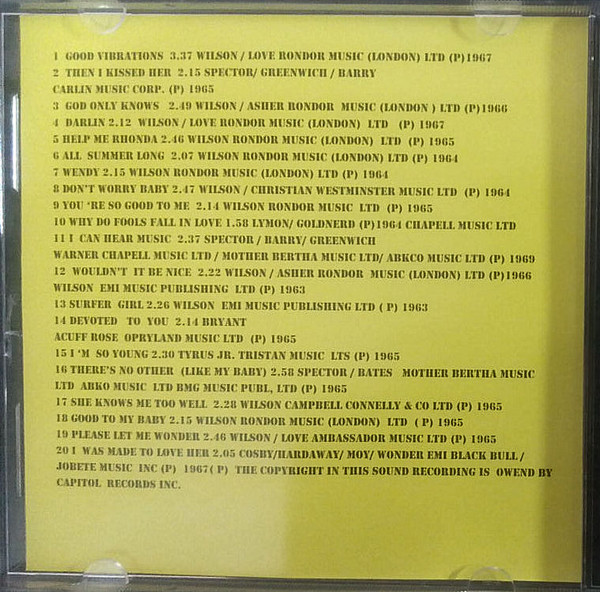 1 GOOD VIBRATIONS 3.37 WILSON / LOVE RONDOR MUSIC (LONDON) LTD (P)1967
2 THEN I KISSED HER 2.15 SPECTOR/ GREENWICH / BARRY
CARLIN MUSIC CORP. (P) 1965
3 GOD ONLY KNOWS 2.49 WILSON / ASHER RONDOR MUSIC (LONDON ) LTD (P)1966
4 DARLIN 2.12 WILSON / LOVE RONDOR MUSIC (LONDON) LTD (P) 1967
5 HELP ME RHONDA 2.46 WILSON RONDOR MUSIC (LONDON) LTD (P) 1965
6 ALL SUMMER LONG 2.07 WILSON RONDOR MUSIC (LONDON) LTD (P) 1964
7 WENDY 2.15 WILSON RONDOR MUSIC (LONDON) LTD (P) 1964
8 DON'T WORRY BABY 2.47 WILSON / CHRISTIAN WESTMINSTER MUSIC LTD (P) 1964
9 YOU 'RE SO GOOD TO ME 2.14 WILSON RONDOR MUSIC LTD (P) 1965
10 WHY DO FOOLS FALL IN LOVE 1.58 LYMON/ GOLDNERD (P)1964 CHAPELL MUSIC LTD
11 I CAN HEAR MUSIC 2.37 SPECTOR / BARRY/ GREENWICH
WARNER CHAPELL MUSIC LTD / MOTHER BERTHA MUSIC LTD/ ABKCO MUSIC LTD (P) 1969
12 WOULDN'T IT BE NICE 2.22 WILSON / ASHER RONDOR MUSIC (LONDON) LTD (P)1966
WILSON EMI MUSIC PUBLISHING LTD (P) 1963
13 SURFER GIRL 2.26 WILSON EMI MUSIC PUBLISHING LTD ( P) 1963
14 DEVOTED TO YOU 2.14 BRYANT
ACUFF ROSE OPRYLAND MUSIC LTD (P) 1965
15 I 'M SO YOUNG 2.30 TYRUS JR. TRISTAN MUSIC LTS (P) 1965
16 THERE'S NO OTHER (LIKE MY BABY) 2.58 SPECTOR / BATES MOTHER BERTHA MUSIC
LTD ABKO MUSIC LTD BMG MUSIC PUBL, LTD (P) 1965
17 SHE KNOWS ME TOO WELL 2.28 WILSON CAMPBELL CONNELLY & CO LTD (P) 1965
18 GOOD TO MY BABY 2.15 WILSON RONDOR MUSIC (LONDON) LTD ( P) 1965
19 PLEASE LET ME WONDER 2.46 WILSON / LOVE AMBASSADOR MUSIC LTD (P) 1965
20 I WAS MADE TO LOVE HER 2.05 COSBY/HARDAWAY/ MOY/ WONDER EMI BLACK BULL /
JOBETE MUSIC INC (P) 1967( P) THE COPYRIGHT IN THIS SOUND RECORDING IS OWEND BY
CAPITOL RECORDS INC.